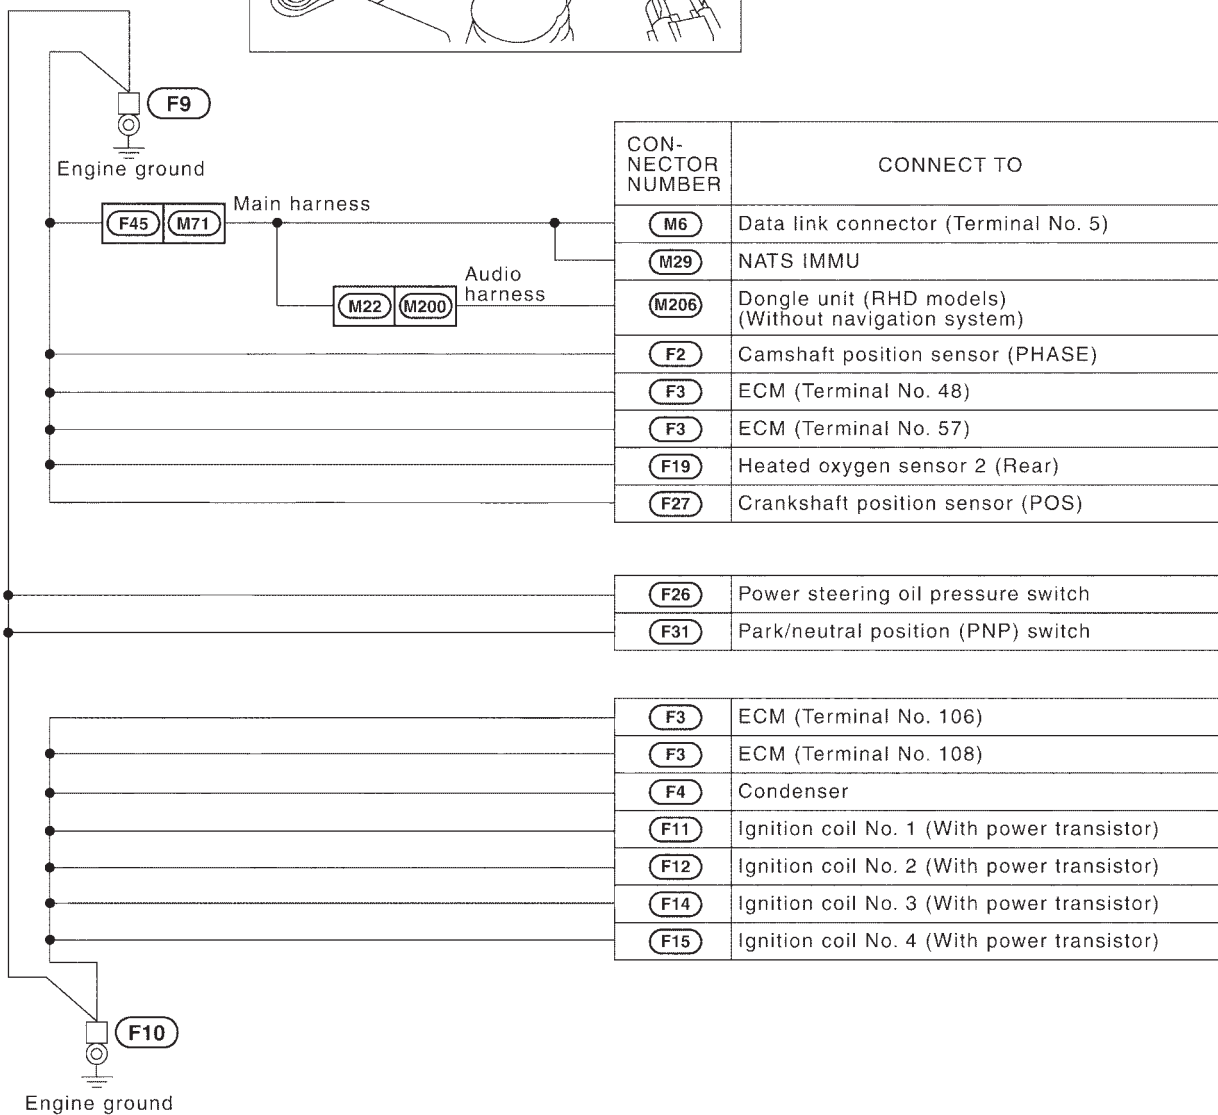 F9
Engine ground
CON-
NECTOR
NUMBER
CONNECT TO
F45 M71
Main harness
M6 Data link connector (Terminal No. 5)
M29 NATS IMMU
Audio
harness
M22 M200
M206 Dongle unit (RHD models)
(Without navigation system)
F2 Camshaft position sensor (PHASE)
F3 ECM (Terminal No. 48)
F3 ECM (Terminal No. 57)
F19 Heated oxygen sensor 2 (Rear)
F27 Crankshaft position sensor (POS)
F26 Power steering oil pressure switch
F31 Park/neutral position (PNP) switch
F3 ECM (Terminal No. 106)
F3 ECM (Terminal No. 108)
F4 Condenser
F11 Ignition coil No. 1 (With power transistor)
F12 Ignition coil No. 2 (With power transistor)
F14 Ignition coil No. 3 (With power transistor)
F15 Ignition coil No. 4 (With power transistor)
F10
Engine ground